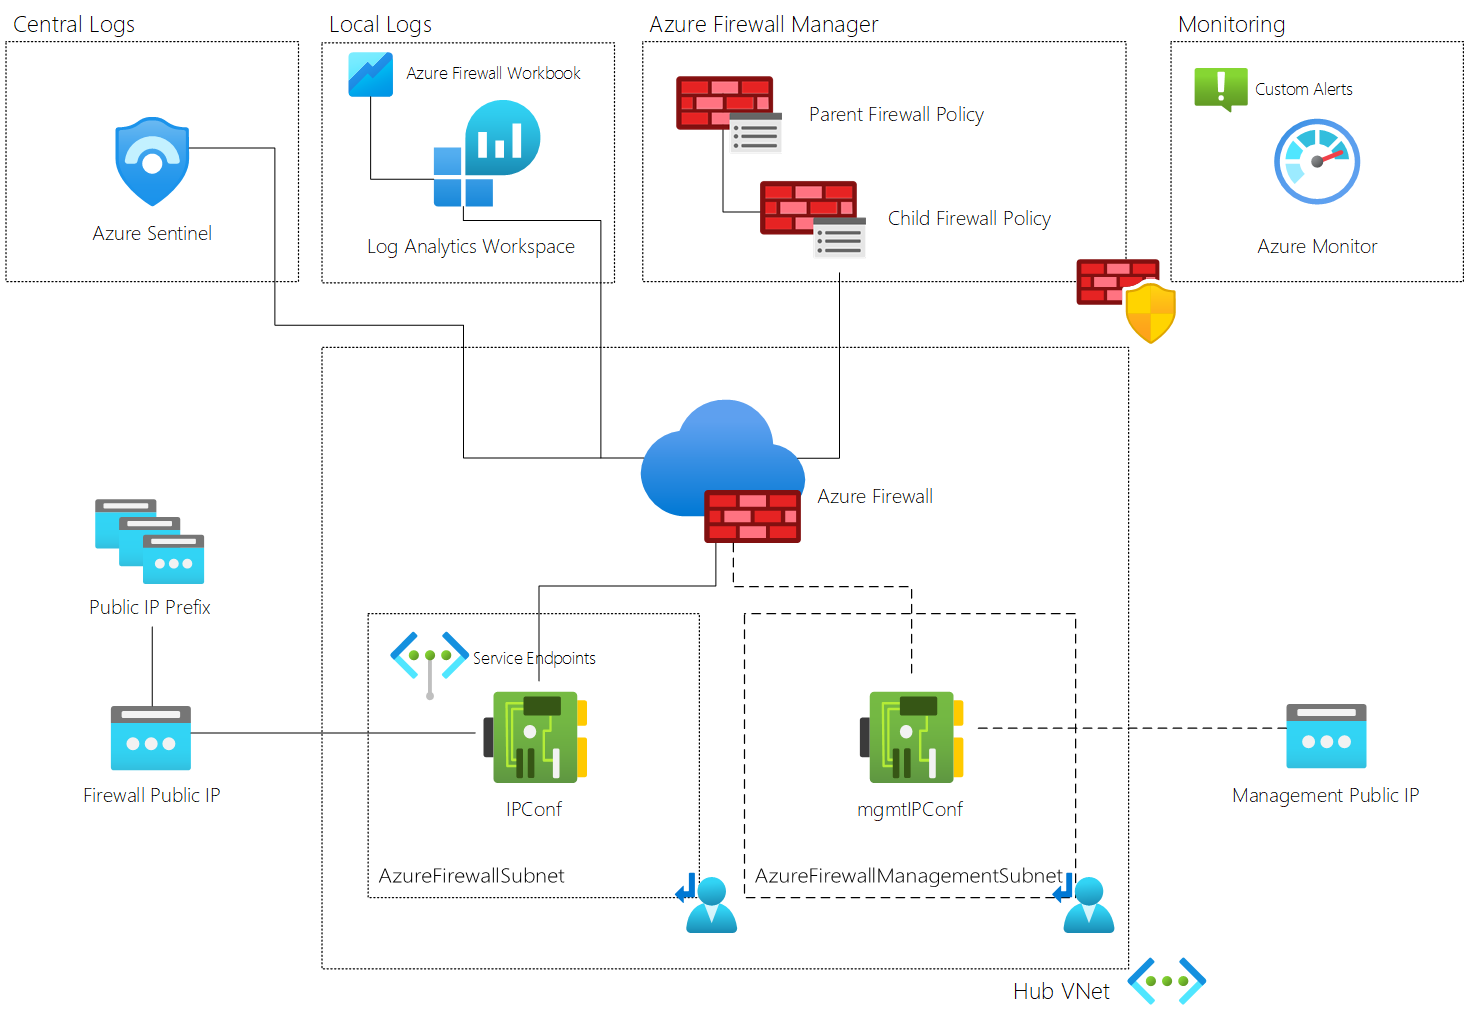 Central Logs
Local Logs
Azure Firewall Manager
Monitoring
Azure Firewall Workbook
Custom Alerts
Parent Firewall Policy
Child Firewall Policy
Azure Sentinel
Log Analytics Workspace
Azure Monitor
Azure Firewall
Public IP Prefix
Service Endpoints
Firewall Public IP
IPConf
mgmtIPConf
Management Public IP
AzureFirewallSubnet
AzureFirewallManagementSubnet
Hub VNet